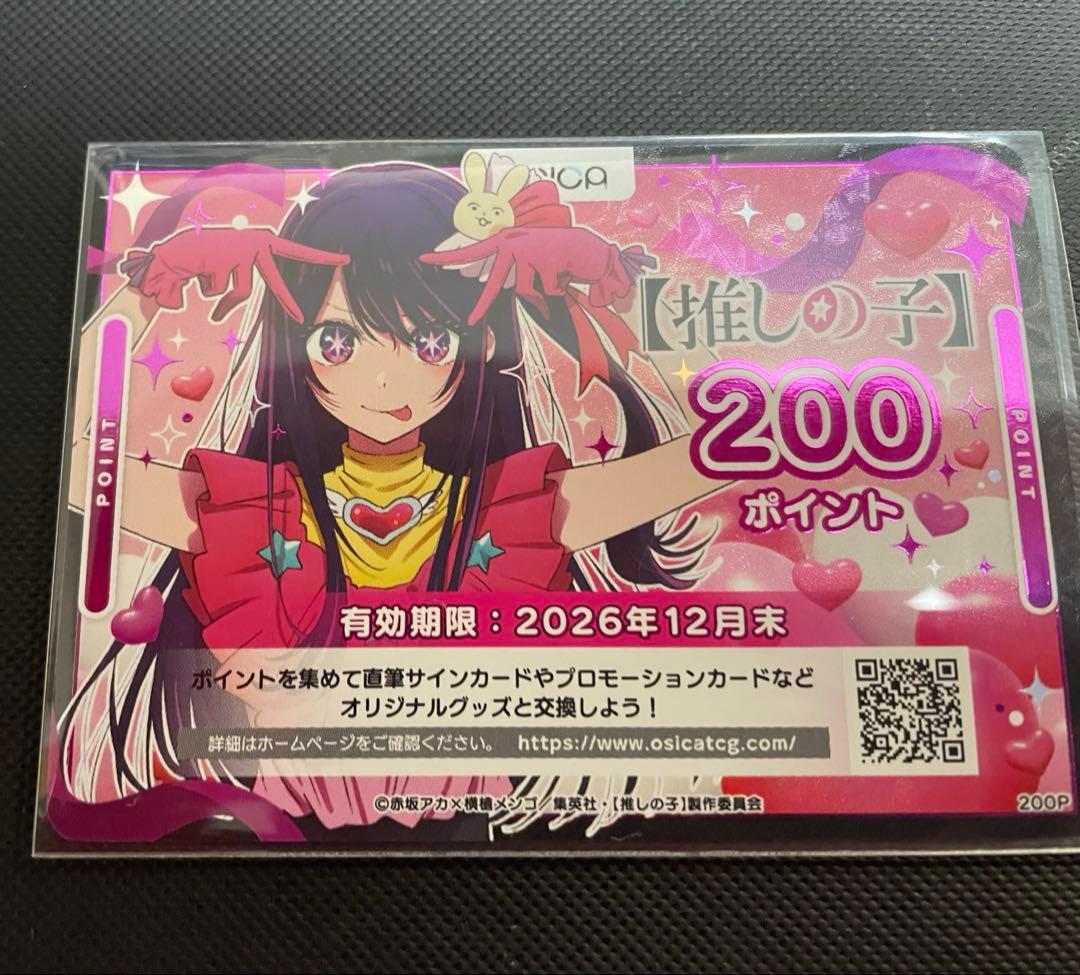 【推しの子】
200
ポイント
POINT
POINT
有効期限：2026年12月末
ポイントを集めて直筆サインカードやプロモーションカードなど
オリジナルグッズと交換しよう！
詳細はホームページをご確認ください。 https://www.osicatcg.com/
©赤坂アカ×横槍メンゴ／集英社・【推しの子】製作委員会
200P